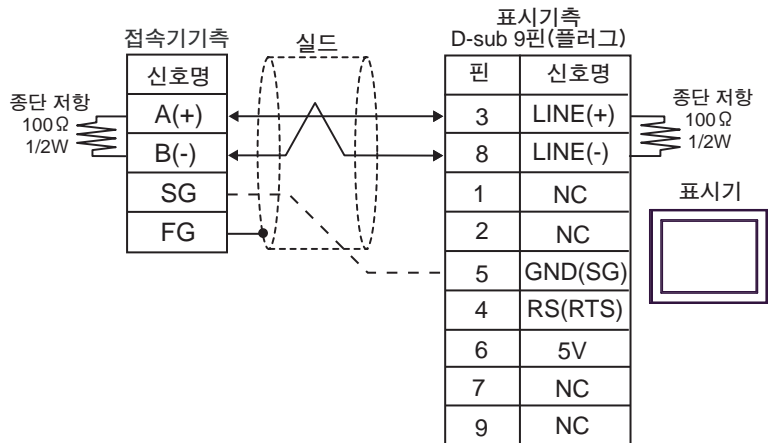 접속기기측
신호명
A(+)
B(-)
SG
FG
종단 저항
100Ω
1/2W
실드
표시기측
D-sub 9핀(플러그)
핀 신호명
3 LINE(+)
8 LINE(-)
1 NC
2 NC
5 GND(SG)
4 RS(RTS)
6 5V
7 NC
9 NC
종단 저항
100Ω
1/2W
표시기